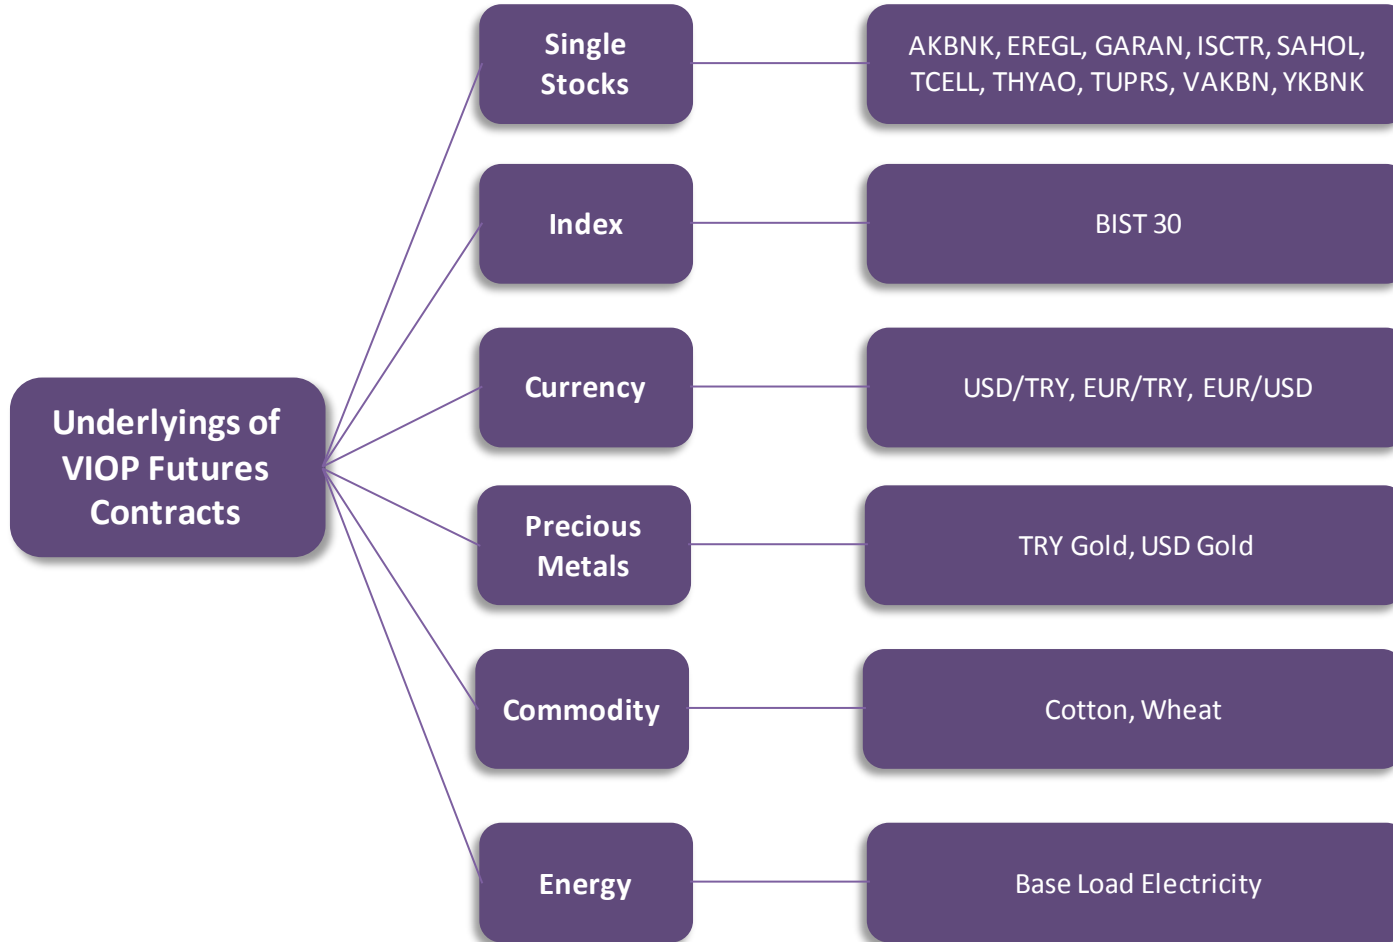 Single
Stocks
AKBNK, EREGL, GARAN, ISCTR, SAHOL,
TCELL, THYAO, TUPRS, VAKBN, YKBNK
Index
BIST 30
Currency
USD/TRY, EUR/TRY, EUR/USD
Underlyings of
VIOP Futures
Contracts
Precious
Metals
TRY Gold, USD Gold
Commodity
Cotton, Wheat
Energy
Base Load Electricity